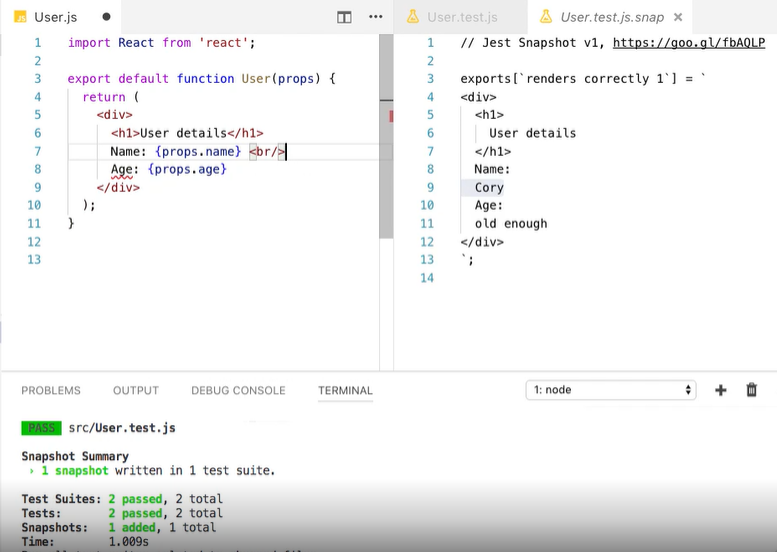 JS User.js
1 import React from 'react';
2
3 export default function User(props) {
4 return (
5 <div>
6 <h1>User details</h1>
7 Name: {props.name} <br/>
8 Age: {props.age}
9 </div>
10 );
11 }
12
13
User.test.js
User.test.js.snap
1 // Jest Snapshot v1, https://goo.gl/fbAQLP
2
3 exports[`renders correctly 1`] = `
4 <div>
5 <h1>
6 User details
7 </h1>
8 Name:
9 Cory
10 Age:
11 old enough
12 </div>
13 `;
14
PROBLEMS OUTPUT DEBUG CONSOLE TERMINAL 1: node
PASS src/User.test.js
Snapshot Summary
› 1 snapshot written in 1 test suite.
Test Suites: 2 passed, 2 total
Tests: 2 passed, 2 total
Snapshots: 1 added, 1 total
Time: 1.009s